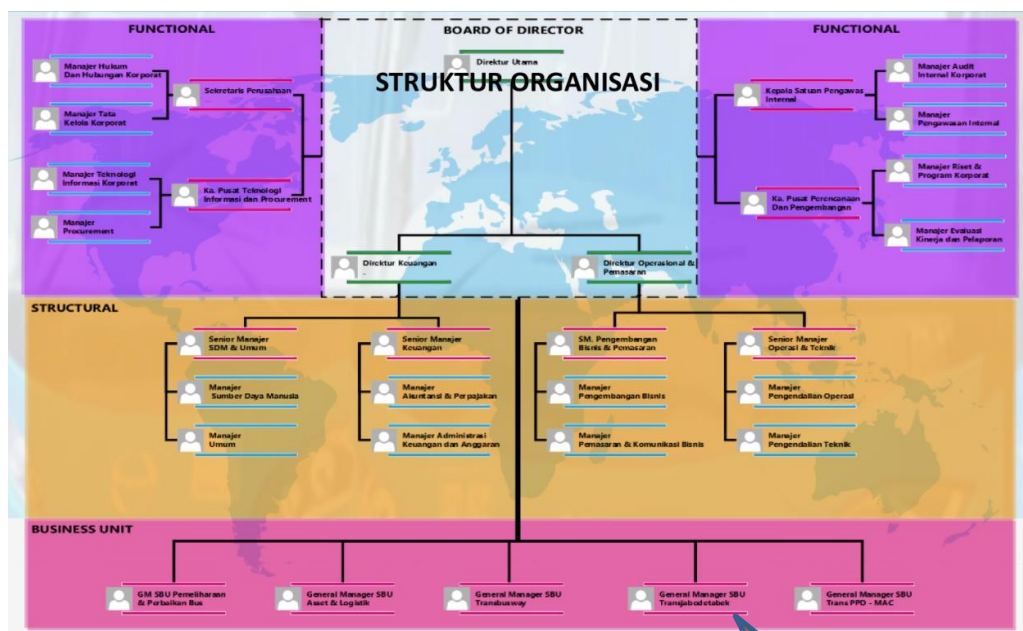 FUNCTIONAL
Manajer Hukum
Dan Hubungan Korporat
Sekretaris Perusahaan
Manajer Tata
Kelola Korporat
Manajer Teknologi
Informasi Korporat
Ka. Pusat Teknologi
Informasi dan Procurement
Manajer
Procurement
BOARD OF DIRECTOR
Direktur Utama
STRUKTUR ORGANISASI
Direktur Keuangan
Direktur Operasional &
Pemasaran
FUNCTIONAL
Manajer Audit
Internal Korporat
Kepala Satuan Pengawas
Internal
Manajer
Pengawasan Internal
Manajer Riset &
Program Korporat
Ka. Pusat Perencanaan
Dan Pengembangan
Manajer Evaluasi
Kinerja dan Pelaporan
STRUCTURAL
Senior Manajer
SDM & Umum
Manajer
Sumber Daya Manusia
Manajer
Umum
Senior Manajer
Keuangan
Manajer
Akuntansi & Perpajakan
Manajer Administrasi
Keuangan dan Anggaran
SM. Pengembangan
Bisnis & Pemasaran
Manajer
Pengembangan Bisnis
Manajer
Pemasaran & Komunikasi Bisnis
Senior Manajer
Operasi & Teknik
Manajer
Pengendalian Operasi
Manajer
Pengendalian Teknik
BUSINESS UNIT
GM SBU Pemeliharaan
& Perbaikan Bus
General Manager SBU
Asset & Logistik
General Manager SBU
Transbusway
General Manager SBU
Transjabodetabek
General Manager SBU
Trans PPD - MAC